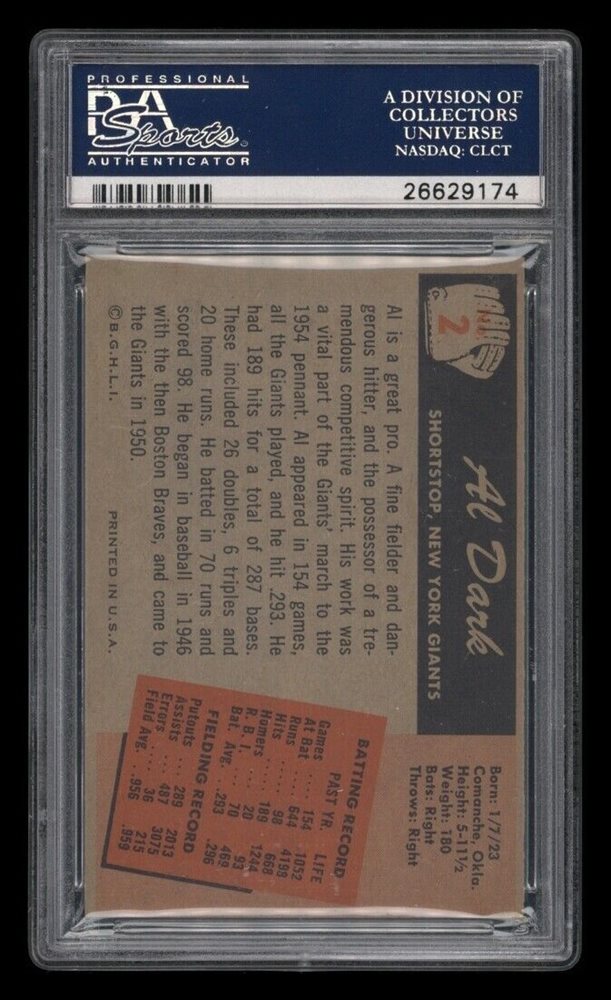 PROFESSIONAL
PSA
Sports
AUTHENTICATOR
A DIVISION OF
COLLECTORS
UNIVERSE
NASDAQ: CLCT
26629174
NO.
2
Al Dark
SHORTSTOP, NEW YORK GIANTS
Born: 1/7/23
Comanche, Okla.
Height: 5-11½
Weight: 180
Bats: Right
Throws: Right
Al is a great pro. A fine fielder and dan-
gerous hitter, and the possessor of a tre-
mendous competitive spirit. His work was
a vital part of the Giants' march to the
1954 pennant. Al appeared in 154 games,
all the Giants played, and he hit .293. He
had 189 hits for a total of 287 bases.
These included 26 doubles, 6 triples and
20 home runs. He batted in 70 runs and
scored 98. He began in baseball in 1946
with the then Boston Braves, and came to
the Giants in 1950.
©B.G.H.L.I.
PRINTED IN U.S.A.
BATTING RECORD
PAST YR. LIFE
Games .... 154 1052
At Bat .... 644 4198
Runs .... 98 668
Hits .... 189 1244
Homers .... 20 93
R. B. I. .... 70 469
Bat. Avg. ... .293 .296
FIELDING RECORD
Putouts ... 289 2013
Assists ... 487 3075
Errors ... 36 215
Field Avg. ... .956 .959